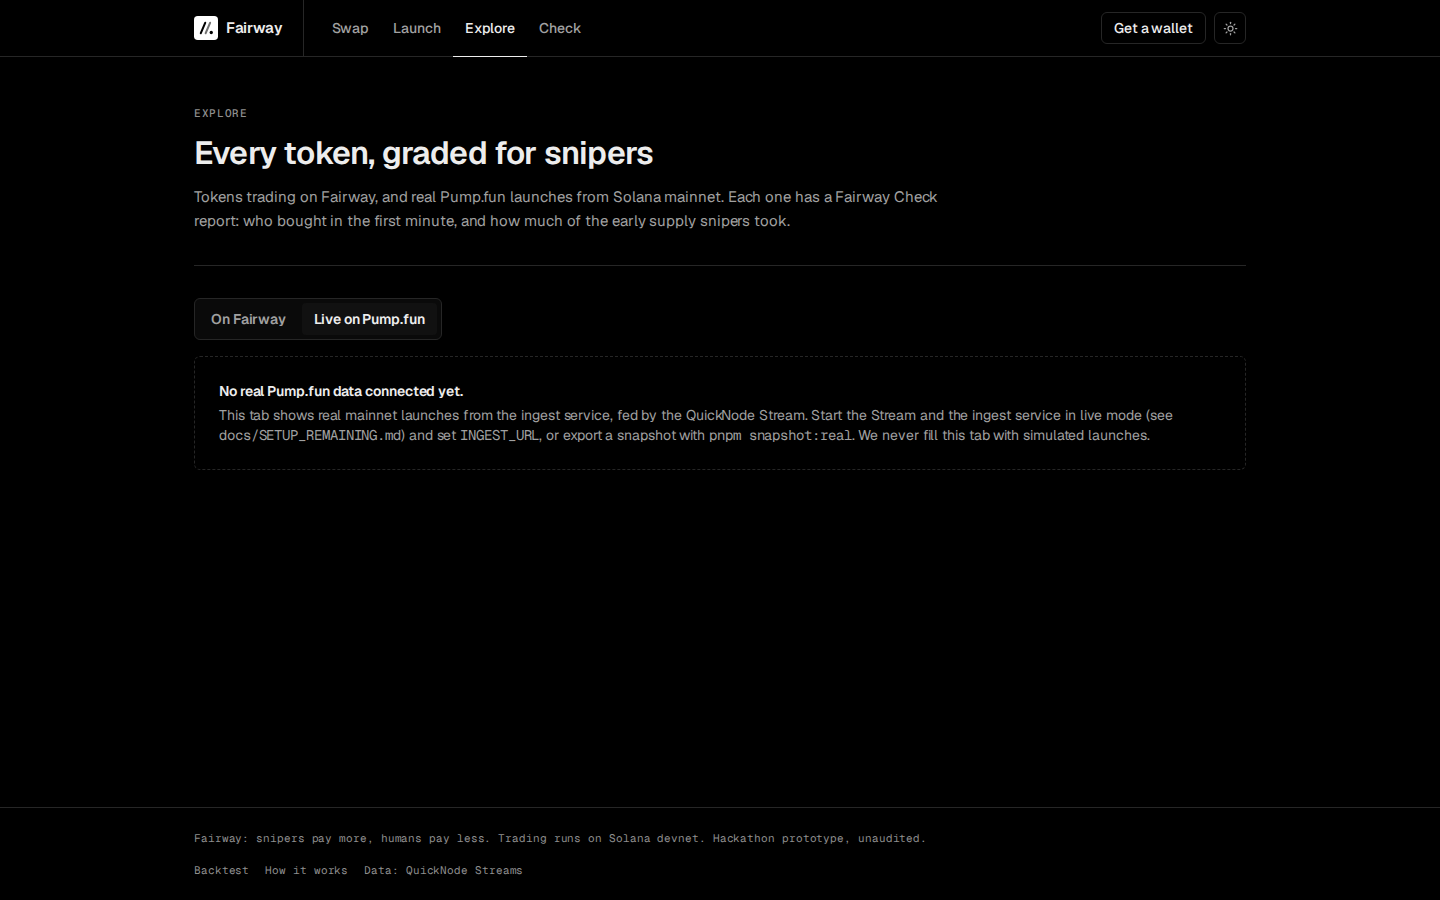 Fairway
Swap
Launch
Explore
Check
Get a wallet
EXPLORE
Every token, graded for snipers
Tokens trading on Fairway, and real Pump.fun launches from Solana mainnet. Each one has a Fairway Check
report: who bought in the first minute, and how much of the early supply snipers took.
On Fairway
Live on Pump.fun
No real Pump.fun data connected yet.
This tab shows real mainnet launches from the ingest service, fed by the QuickNode Stream. Start the Stream and the ingest service in live mode (see
docs/SETUP_REMAINING.md) and set INGEST_URL, or export a snapshot with pnpm snapshot:real. We never fill this tab with simulated launches.
Fairway: snipers pay more, humans pay less. Trading runs on Solana devnet. Hackathon prototype, unaudited.
Backtest
How it works
Data: QuickNode Streams